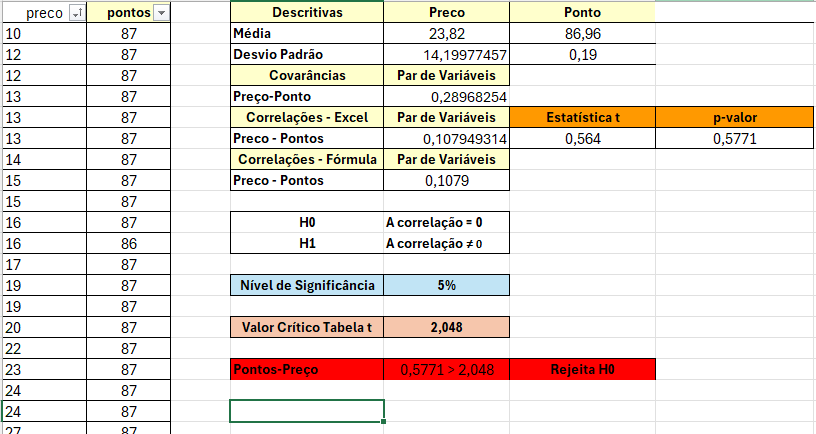 preco pontos Descritivas Preco Ponto
10 87 Média 23,82 86,96
12 87 Desvio Padrão 14,19977457 0,19
12 87 Covarâncias Par de Variáveis
13 87 Preço-Ponto 0,28968254
13 87 Correlações - Excel Par de Variáveis Estatística t p-valor
13 87 Preco - Pontos 0,107949314 0,564 0,5771
14 87 Correlações - Fórmula Par de Variáveis
15 87 Preco - Pontos 0,1079
15 87
16 87 H0 A correlação = 0
16 86 H1 A correlação ≠ 0
17 87
19 87 Nível de Significância 5%
19 87
20 87 Valor Crítico Tabela t 2,048
22 87
23 87 Pontos-Preço 0,5771 > 2,048 Rejeita H0
24 87
24 87
27 87